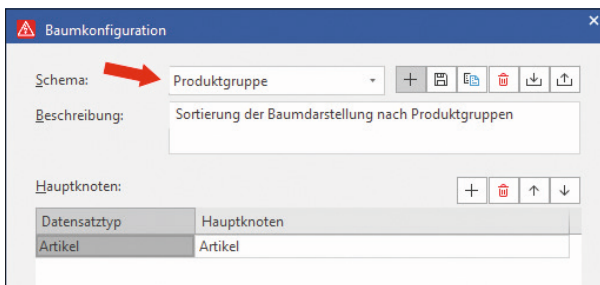 Baumkonfiguration
Schema: Produktgruppe
Beschreibung: Sortierung der Baumdarstellung nach Produktgruppen
Hauptknoten:
Datensatztyp Hauptknoten
Artikel Artikel